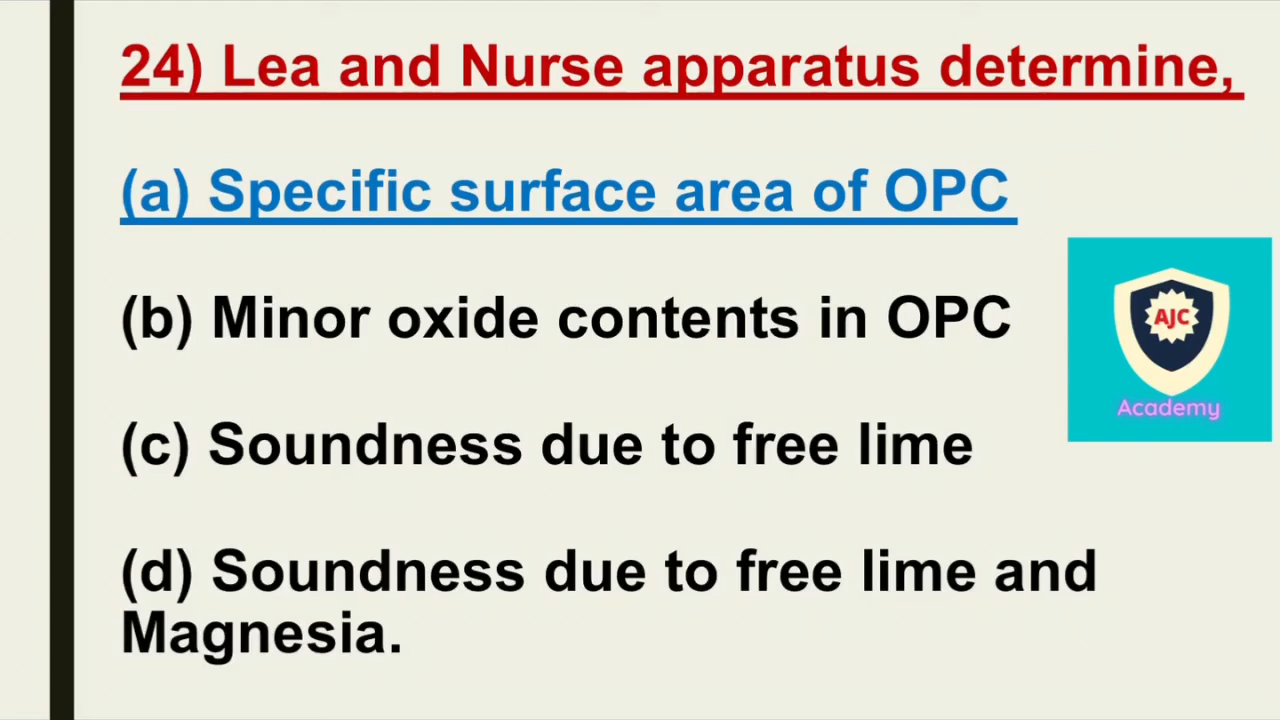 24) Lea and Nurse apparatus determine,
(a) Specific surface area of OPC
(b) Minor oxide contents in OPC
AJC
Academy
(c) Soundness due to free lime
(d) Soundness due to free lime and
Magnesia.